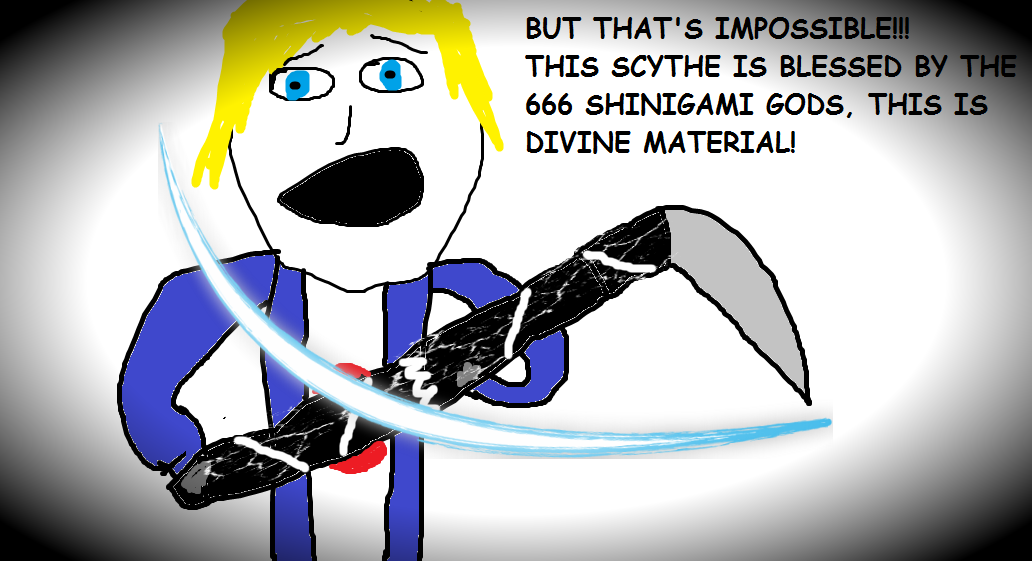 BUT THAT'S IMPOSSIBLE!!!
THIS SCYTHE IS BLESSED BY THE
666 SHINIGAMI GODS, THIS IS
DIVINE MATERIAL!